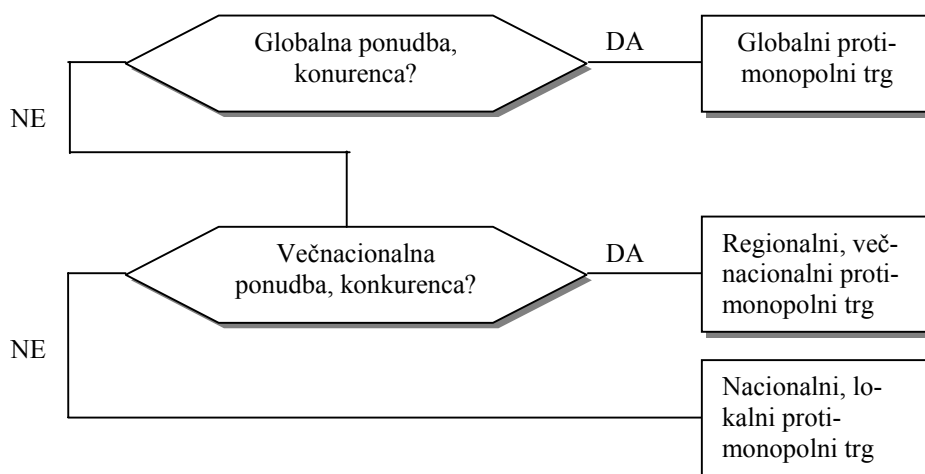 Globalna ponudba,
konurenca?
DA
Globalni proti-
monopolni trg
NE
Večnacionalna
ponudba, konkurenca?
DA
Regionalni, več-
nacionalni proti-
monopolni trg
NE
Nacionalni, lo-
kalni proti-
monopolni trg